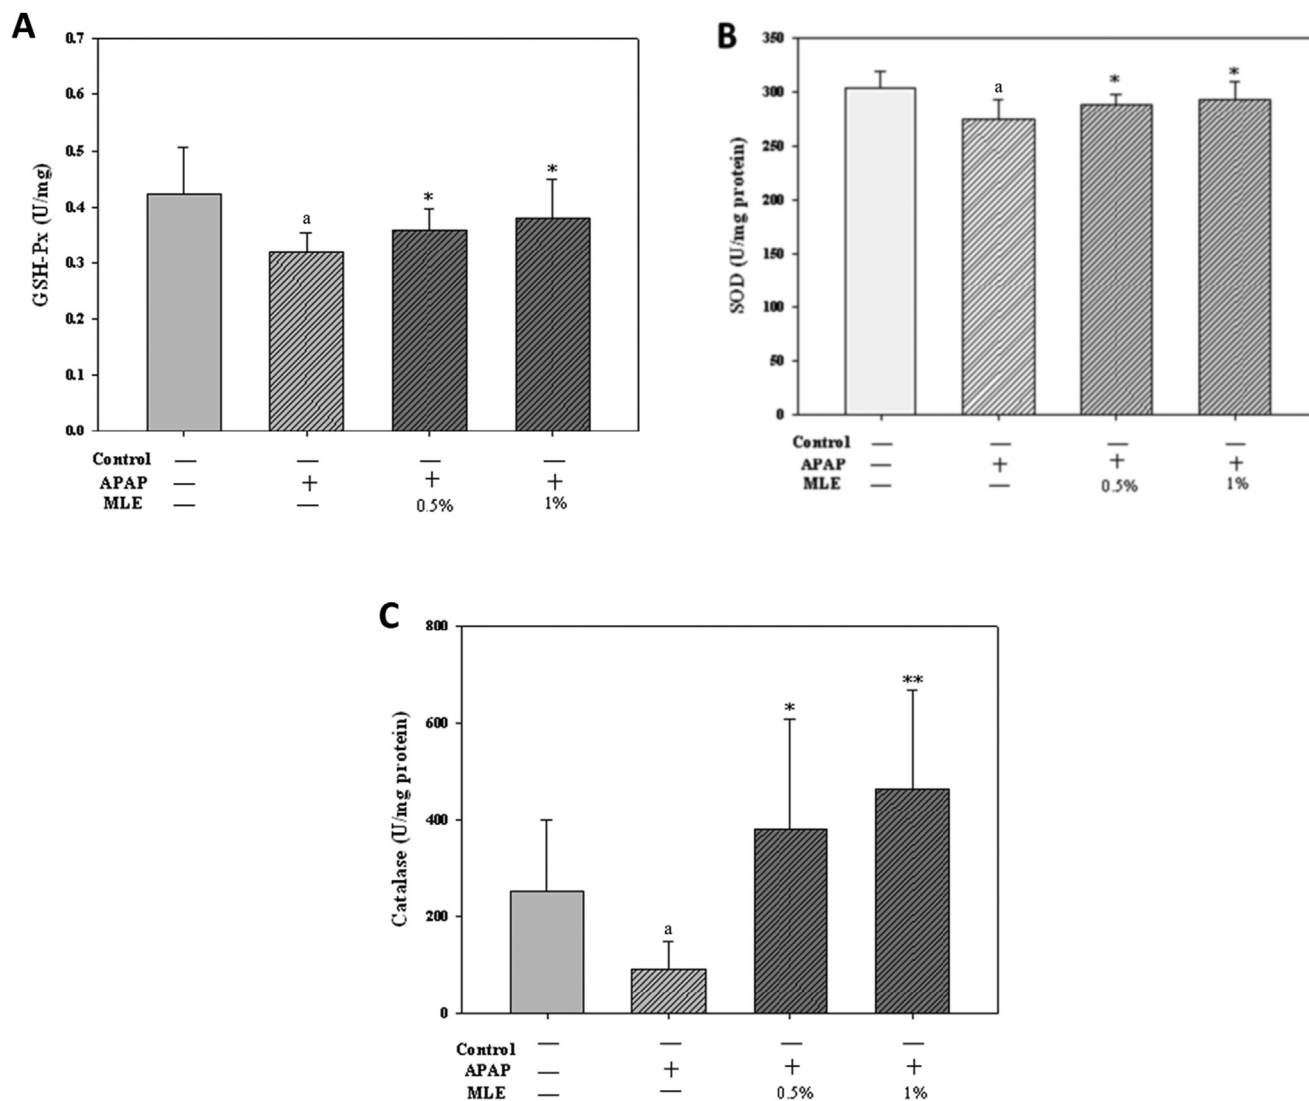 A
0.7
0.6
0.5
0.4
0.3
0.2
0.1
0.0
GSH-Px (U/mg)
a
*
*
Control — — — —
APAP — + + +
MLE — — 0.5% 1%
B
350
300
250
200
150
100
50
0
SOD (U/mg protein)
a
*
*
Control — — — —
APAP — + + +
MLE — — 0.5% 1%
C
800
600
400
200
0
Catalase (U/mg protein)
a
*
**
Control — — — —
APAP — + + +
MLE — — 0.5% 1%